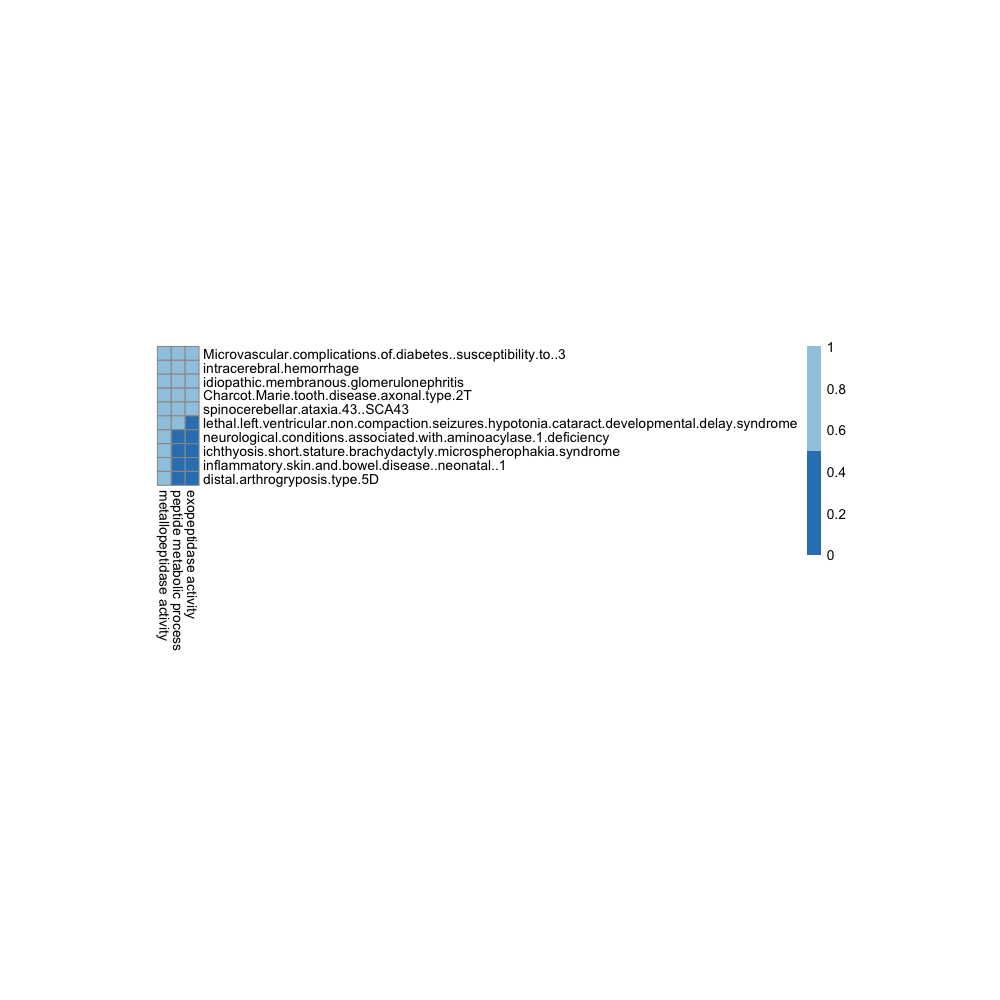 Microvascular.complications.of.diabetes..susceptibility.to..3
intracerebral.hemorrhage
idiopathic.membranous.glomerulonephritis
Charcot.Marie.tooth.disease.axonal.type.2T
spinocerebellar.ataxia.43..SCA43
lethal.left.ventricular.non.compaction.seizures.hypotonia.cataract.developmental.delay.syndrome
neurological.conditions.associated.with.aminoacylase.1.deficiency
ichthyosis.short.stature.brachydactyly.microspherophakia.syndrome
inflammatory.skin.and.bowel.disease..neonatal..1
distal.arthrogryposis.type.5D
metallopeptidase activity
peptide metabolic process
exopeptidase activity
1
0.8
0.6
0.4
0.2
0